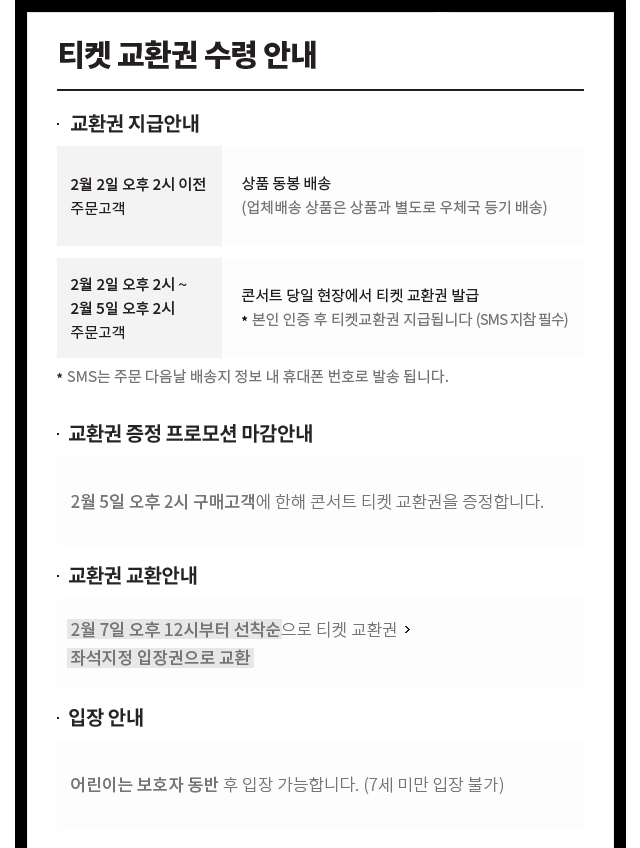 티켓 교환권 수령 안내
· 교환권 지급안내
2월 2일 오후 2시 이전
주문고객
상품 동봉 배송
(업체배송 상품은 상품과 별도로 우체국 등기 배송)
2월 2일 오후 2시 ~
2월 5일 오후 2시
주문고객
콘서트 당일 현장에서 티켓 교환권 발급
* 본인 인증 후 티켓교환권 지급됩니다 (SMS 지참 필수)
* SMS는 주문 다음날 배송지 정보 내 휴대폰 번호로 발송 됩니다.
· 교환권 증정 프로모션 마감안내
2월 5일 오후 2시 구매고객에 한해 콘서트 티켓 교환권을 증정합니다.
· 교환권 교환안내
2월 7일 오후 12시부터 선착순으로 티켓 교환권 >
좌석지정 입장권으로 교환
· 입장 안내
어린이는 보호자 동반 후 입장 가능합니다. (7세 미만 입장 불가)